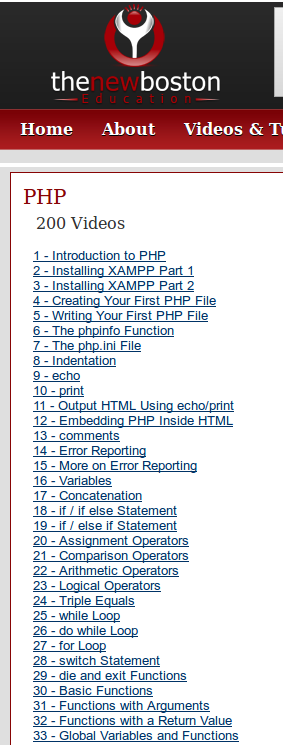 thenewboston
Education
Home About Videos & Tu
PHP
200 Videos
1 - Introduction to PHP
2 - Installing XAMPP Part 1
3 - Installing XAMPP Part 2
4 - Creating Your First PHP File
5 - Writing Your First PHP File
6 - The phpinfo Function
7 - The php.ini File
8 - Indentation
9 - echo
10 - print
11 - Output HTML Using echo/print
12 - Embedding PHP Inside HTML
13 - comments
14 - Error Reporting
15 - More on Error Reporting
16 - Variables
17 - Concatenation
18 - if / if else Statement
19 - if / else if Statement
20 - Assignment Operators
21 - Comparison Operators
22 - Arithmetic Operators
23 - Logical Operators
24 - Triple Equals
25 - while Loop
26 - do while Loop
27 - for Loop
28 - switch Statement
29 - die and exit Functions
30 - Basic Functions
31 - Functions with Arguments
32 - Functions with a Return Value
33 - Global Variables and Functions